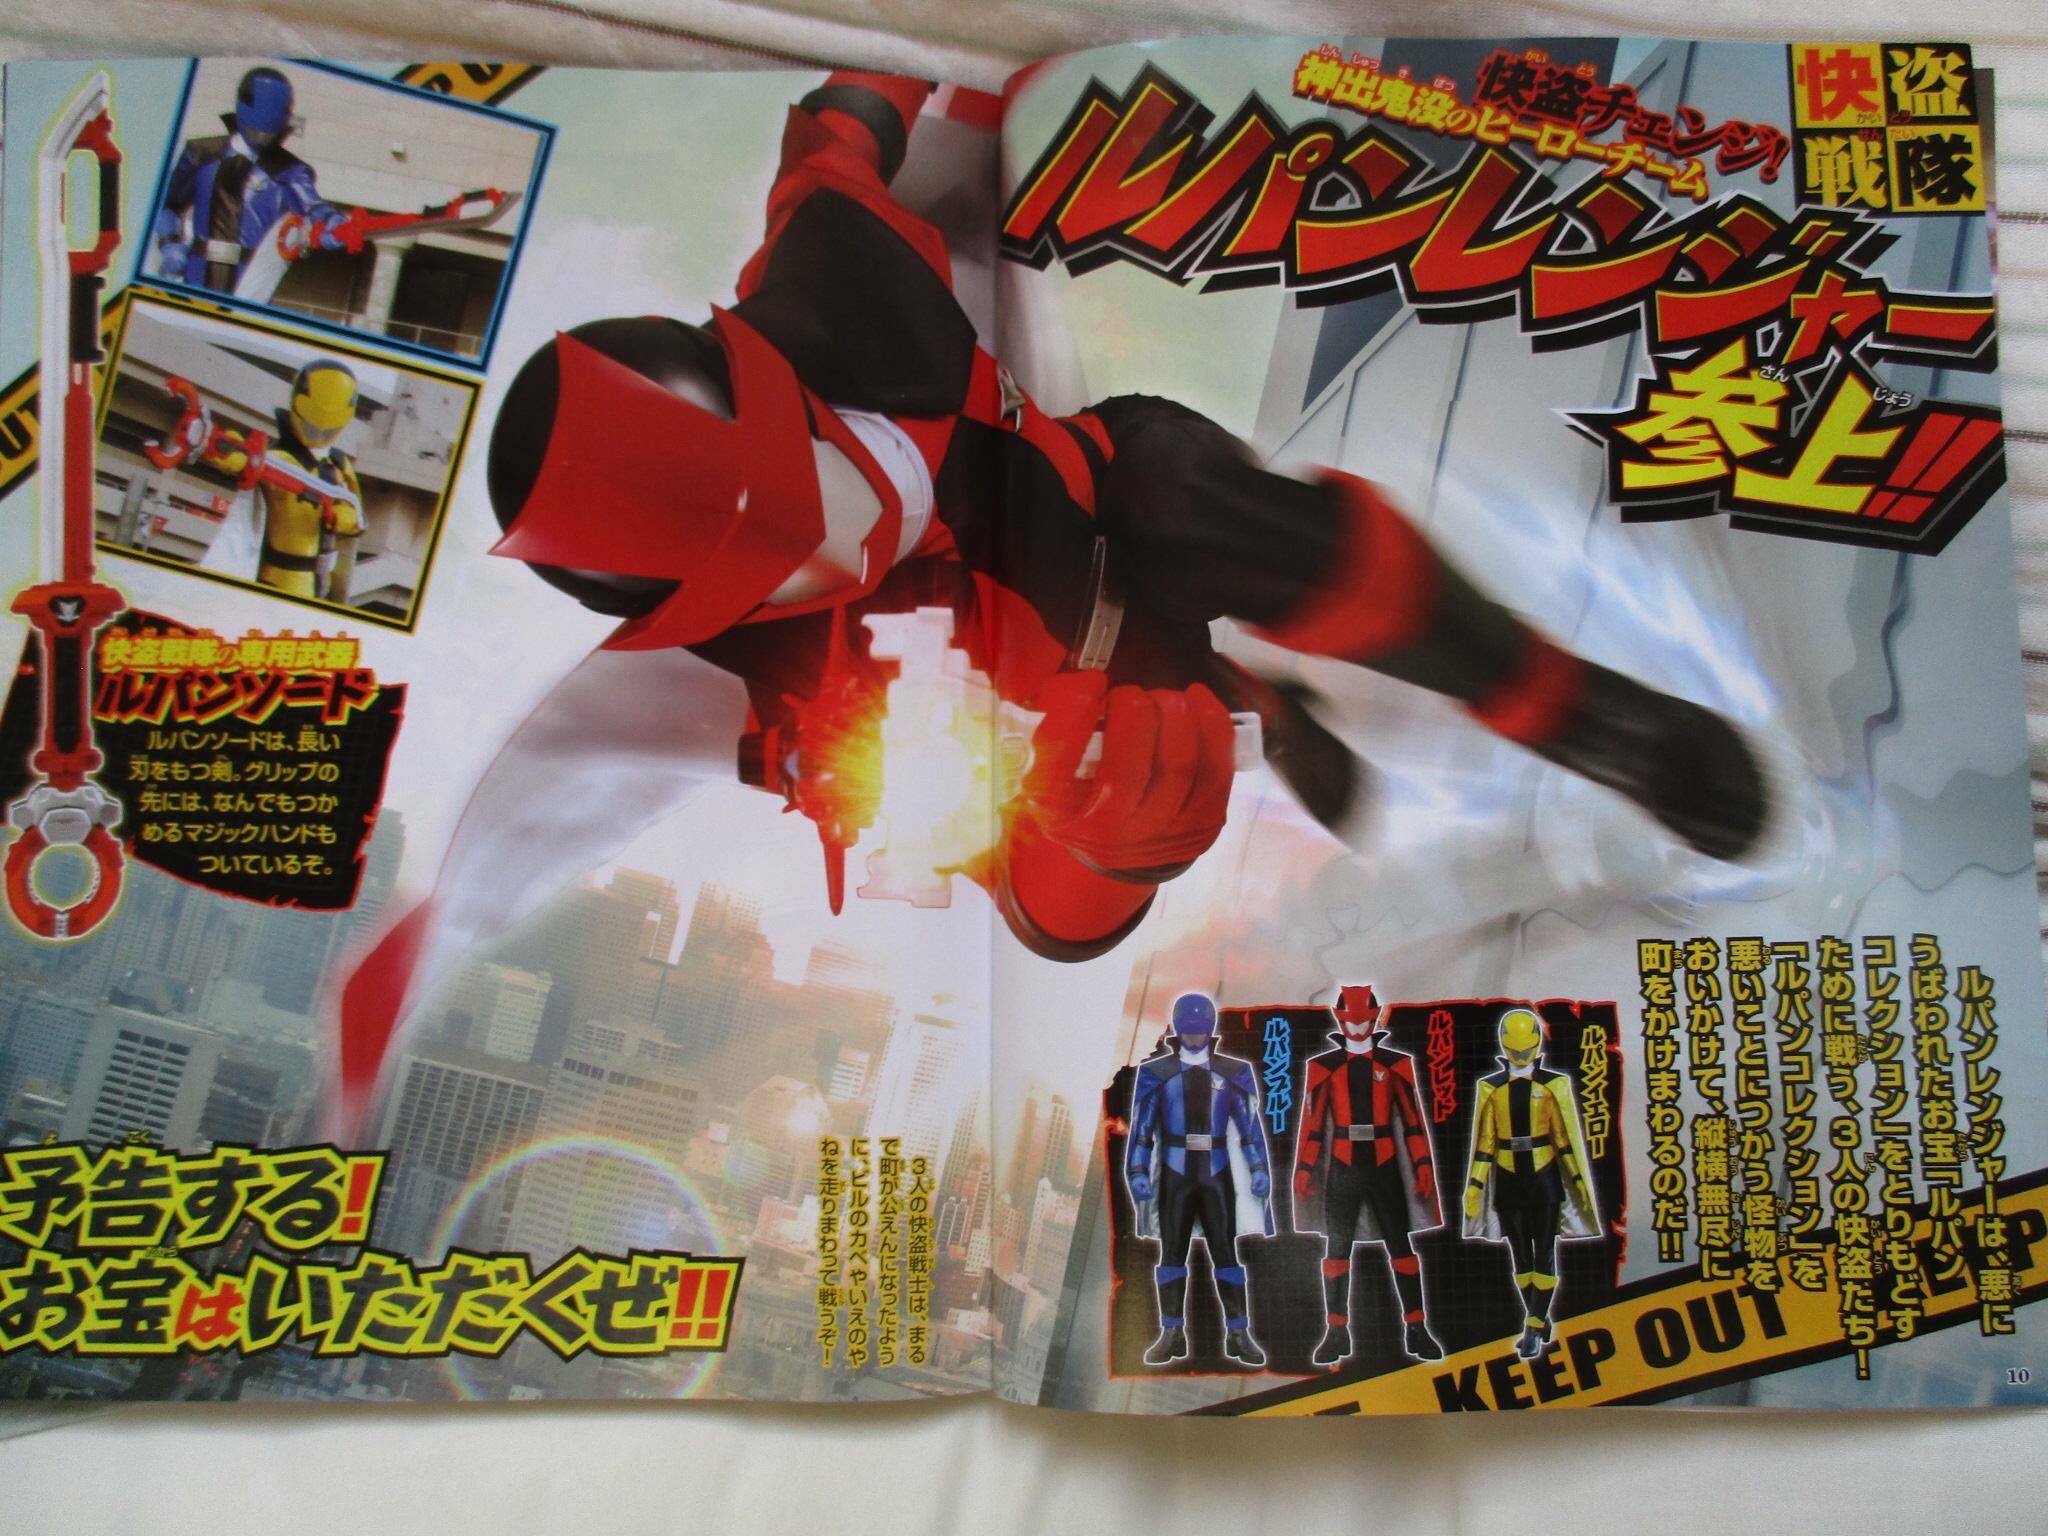 快盗
戦隊
快盗チェンジ!
神出鬼没のヒーローチーム
ルパンレンジャー
参上!!
ルパンレンジャーは、悪に
うばわれたお宝「ルパン
コレクション」をとりもどす
ために戦う、3人の快盗たち!
「ルパンコレクション」を
悪いことにつかう怪物を
おいかけて、縦横無尽に
町をかけまわるのだ!!
ルパンイエロー
ルパンレッド
ルパンブルー
KEEP OUT
KEEP
10
3人の快盗戦士は、まる
で町が公えんになったよう
に、ビルのカベやいえのや
ねを走りまわって戦うぞ!
快盗戦隊の専用武器
ルパンソード
ルパンソードは、長い
刃をもつ剣。グリップの
先には、なんでもつか
めるマジックハンドも
ついているぞ。
予告する!
お宝はいただくぜ!!